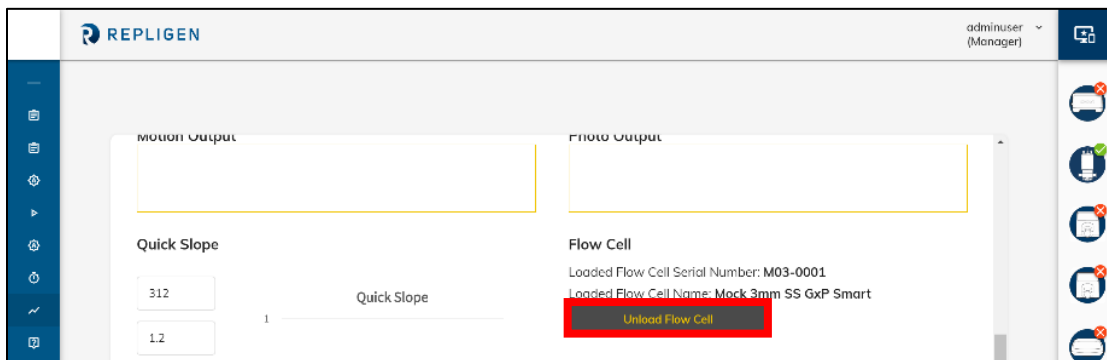 REPLIGEN
adminuser
(Manager)
Motion Output
Photo Output
Quick Slope
312
1.2
Quick Slope
1
Flow Cell
Loaded Flow Cell Serial Number: M03-0001
Loaded Flow Cell Name: Mock 3mm SS GxP Smart
Unload Flow Cell